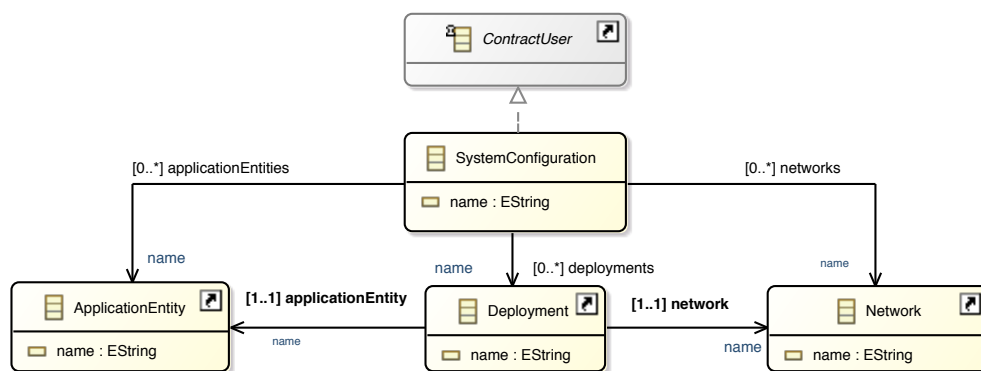 ContractUser
SystemConfiguration
name : EString
[0..*] applicationEntities
[0..*] networks
name
name
[0..*] deployments
name
ApplicationEntity
name : EString
[1..1] applicationEntity
name
Deployment
name : EString
[1..1] network
name
Network
name : EString